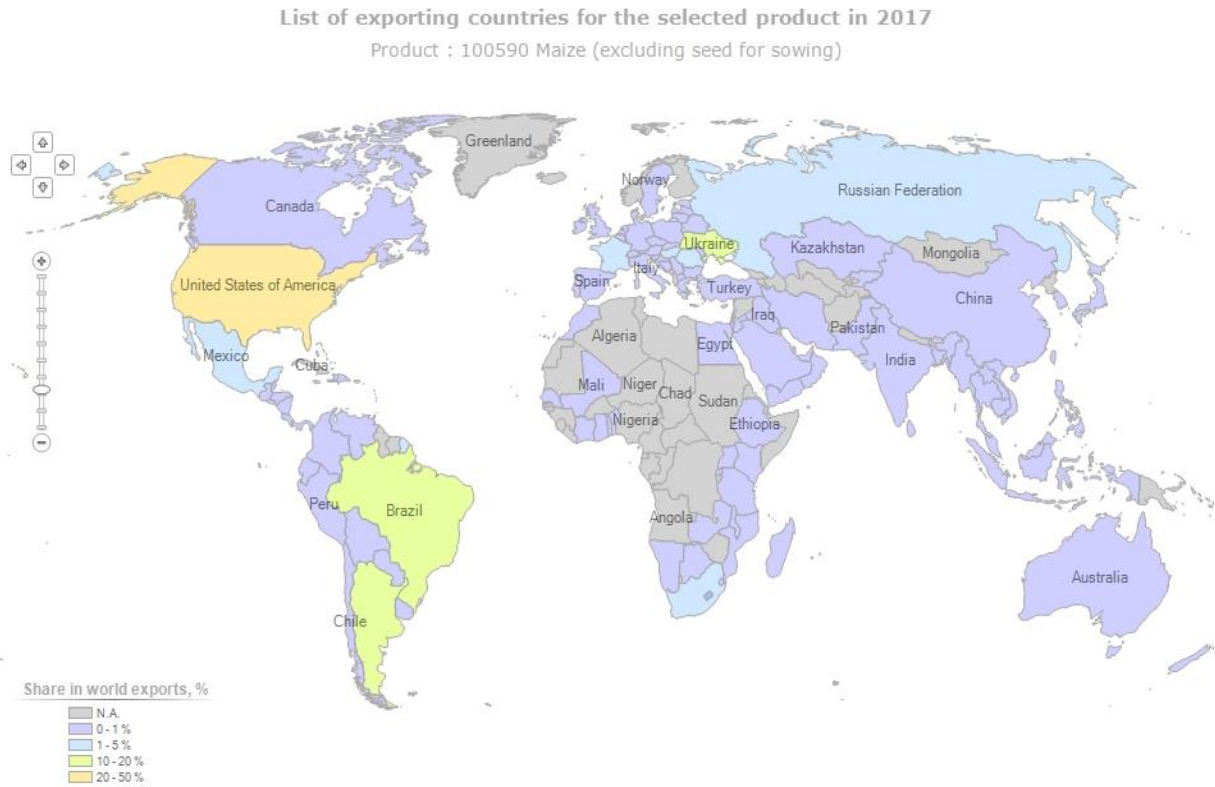 List of exporting countries for the selected product in 2017
Product : 100590 Maize (excluding seed for sowing)
Greenland
Norway
Russian Federation
Canada
Ukraine
Kazakhstan
Mongolia
Italy
United States of America
Spain
Turkey
China
Iraq
Pakistan
Algeria
Egypt
Mexico
Cuba
India
Mali
Niger
Chad
Sudan
Nigeria
Ethiopia
Peru
Brazil
Angola
Australia
Chile
Share in world exports, %
N.A.
0 - 1 %
1 - 5 %
10 - 20 %
20 - 50 %